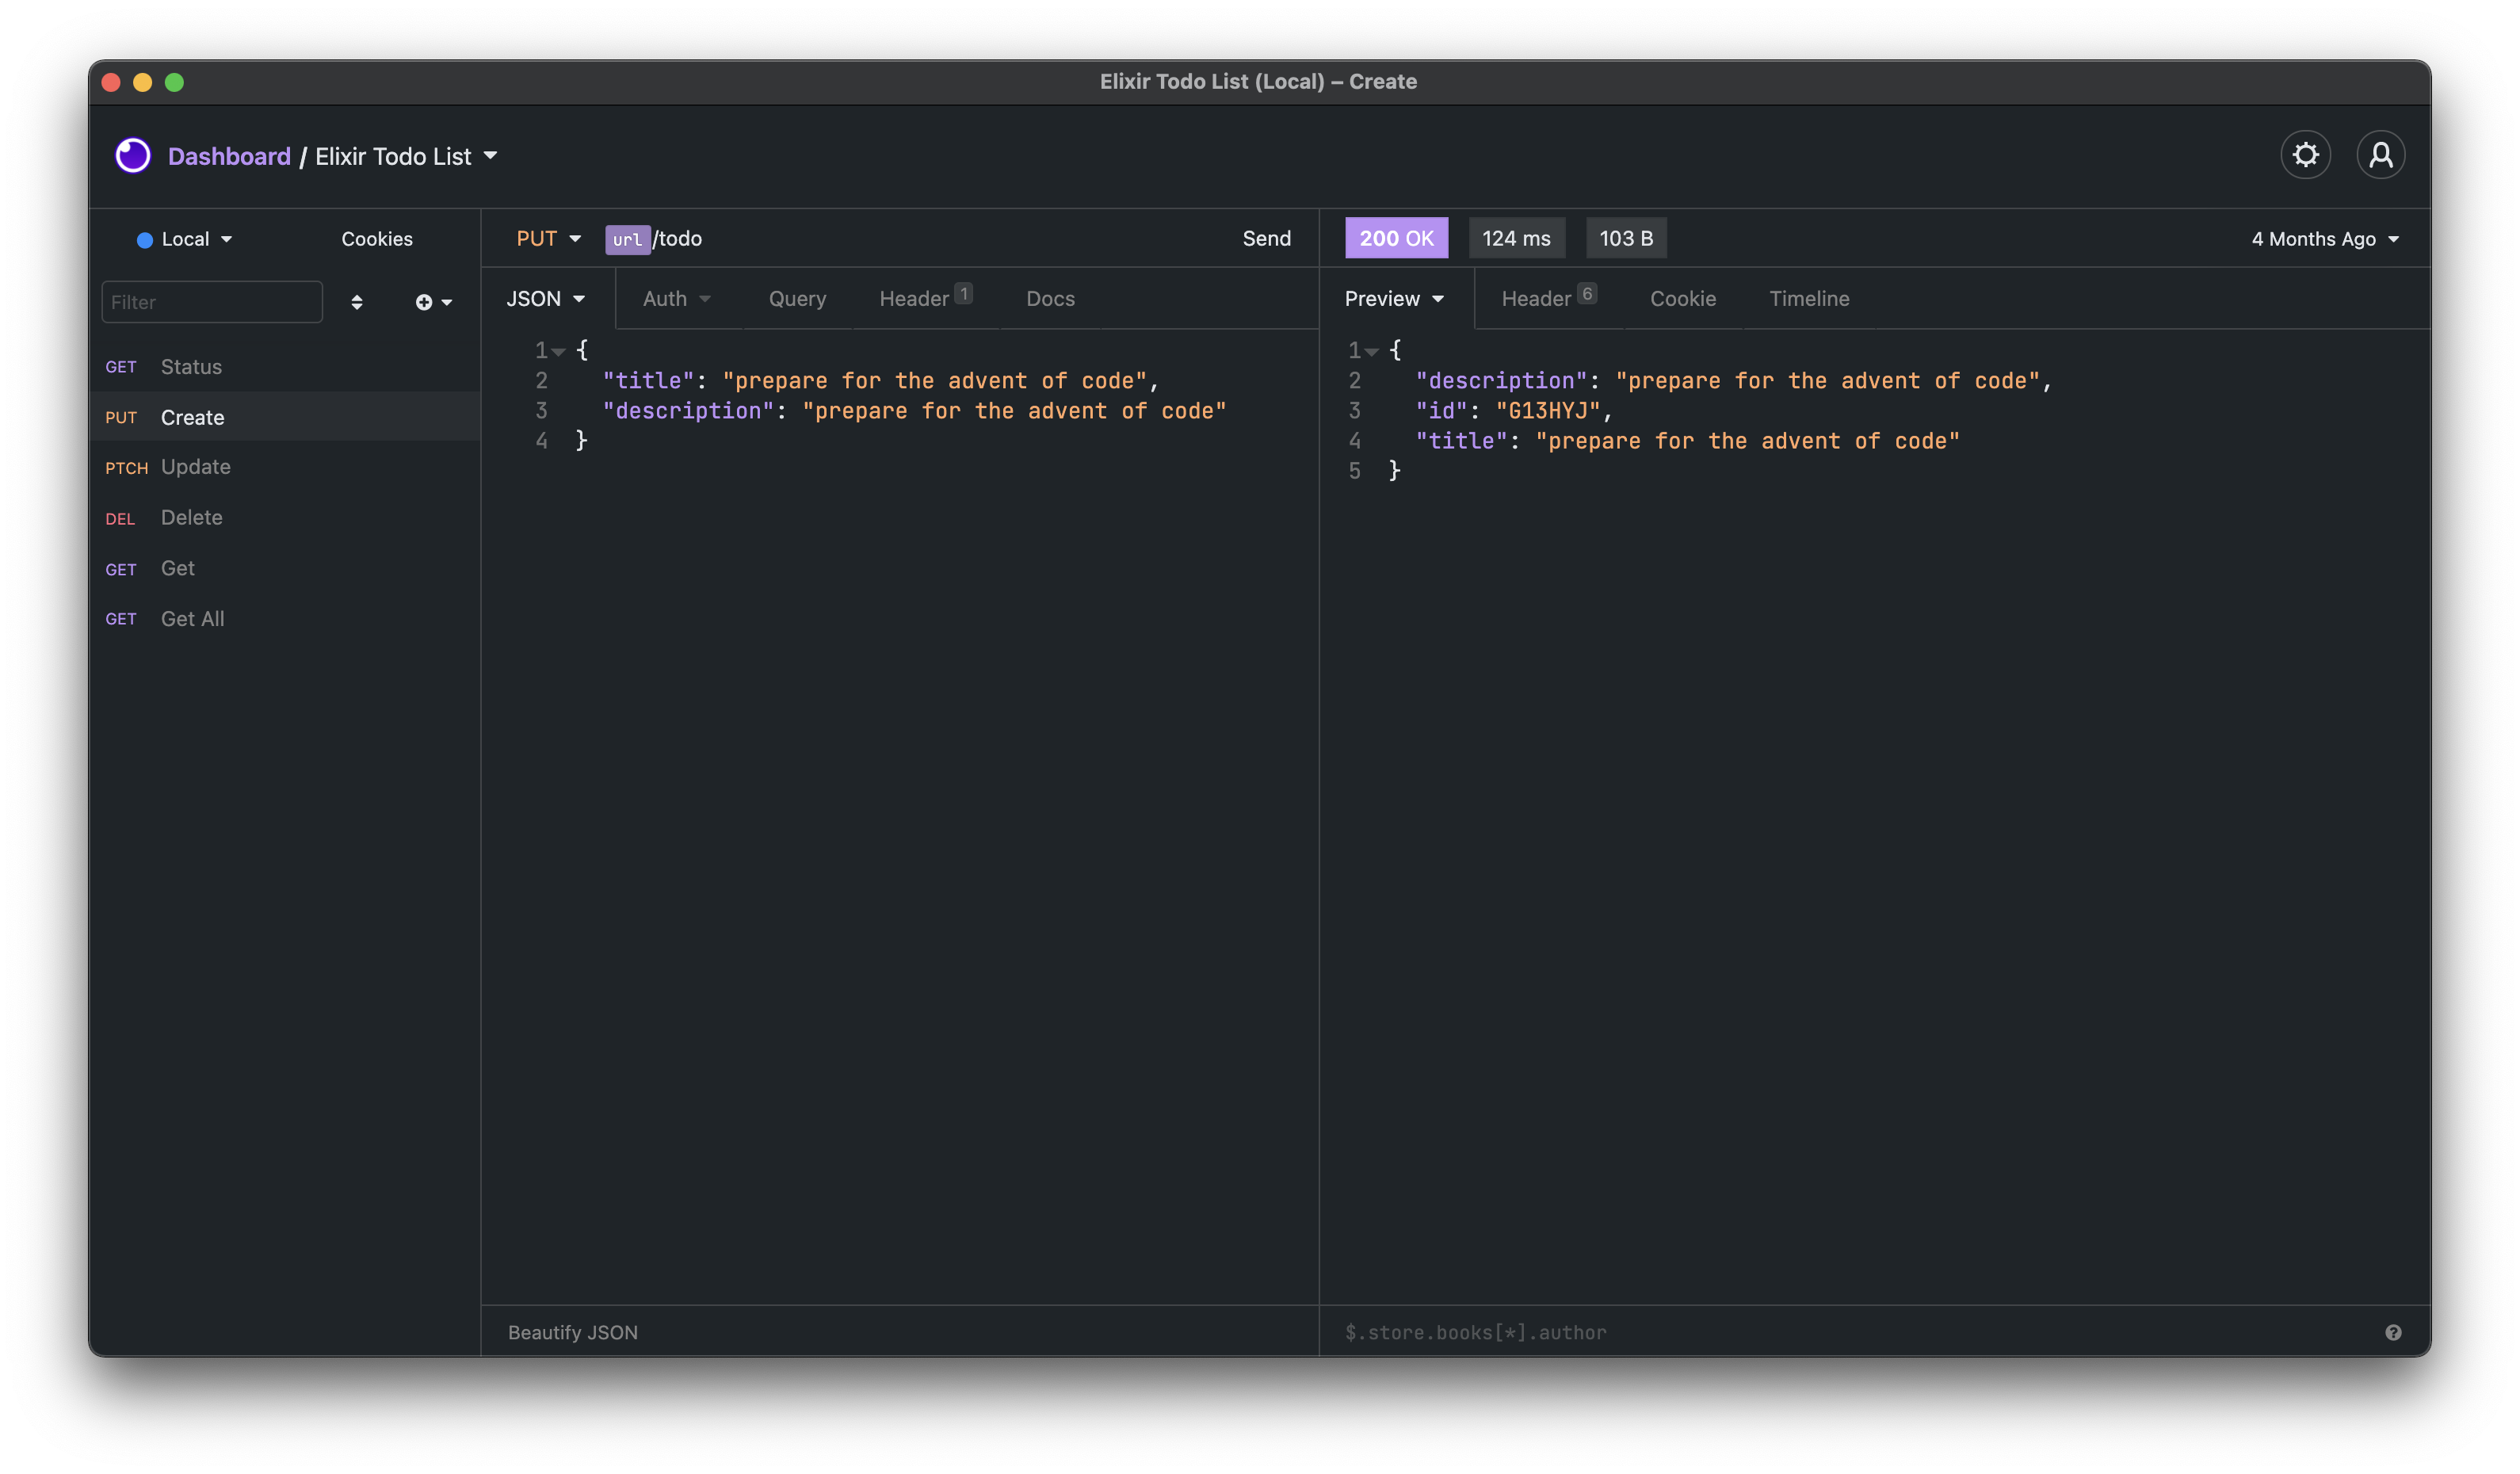 Elixir Todo List (Local) – Create
Dashboard / Elixir Todo List
Local Cookies
Filter
GET Status
PUT Create
PTCH Update
DEL Delete
GET Get
GET Get All
PUT url/todo Send
JSON Auth Query Header 1 Docs
1 {
2 "title": "prepare for the advent of code",
3 "description": "prepare for the advent of code"
4 }
Beautify JSON
200 OK 124 ms 103 B 4 Months Ago
Preview Header 6 Cookie Timeline
1 {
2 "description": "prepare for the advent of code",
3 "id": "G13HYJ",
4 "title": "prepare for the advent of code"
5 }
$.store.books[*].author ?